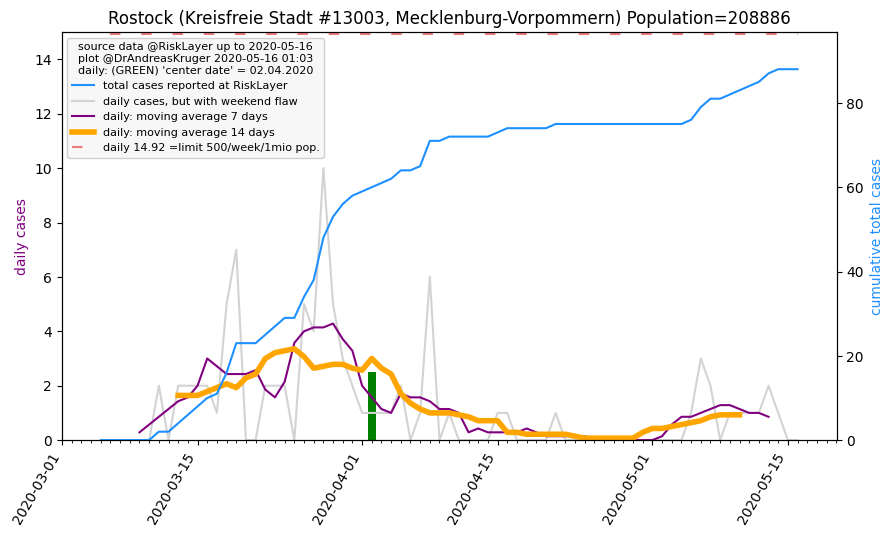 Rostock (Kreisfreie Stadt #13003, Mecklenburg-Vorpommern) Population=208886
source data @RiskLayer up to 2020-05-16
plot @DrAndreasKruger 2020-05-16 01:03
daily: (GREEN) 'center date' = 02.04.2020
total cases reported at RiskLayer
daily cases, but with weekend flaw
daily: moving average 7 days
daily: moving average 14 days
daily 14.92 =limit 500/week/1mio pop.
14
12
10
8
6
4
2
0
daily cases
80
60
40
20
0
cumulative total cases
2020-03-01
2020-03-15
2020-04-01
2020-04-15
2020-05-01
2020-05-15